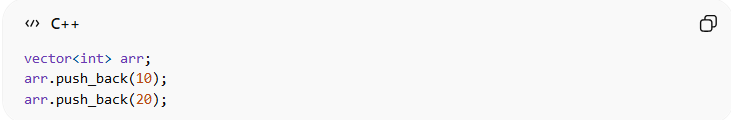 </> C++
vector<int> arr;
arr.push_back(10);
arr.push_back(20);